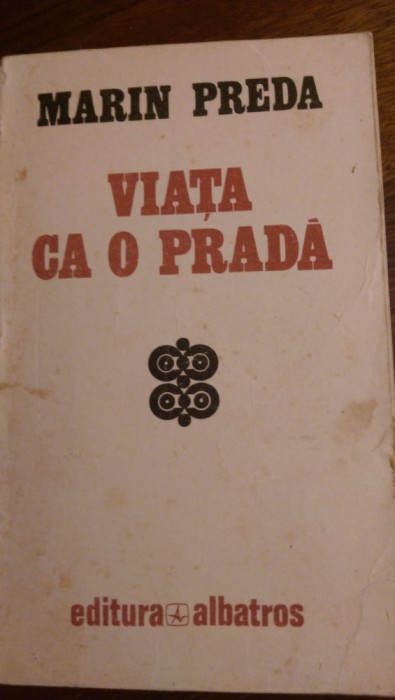 MARIN PREDA
VIAȚA
CA O PRADĂ
editura albatros